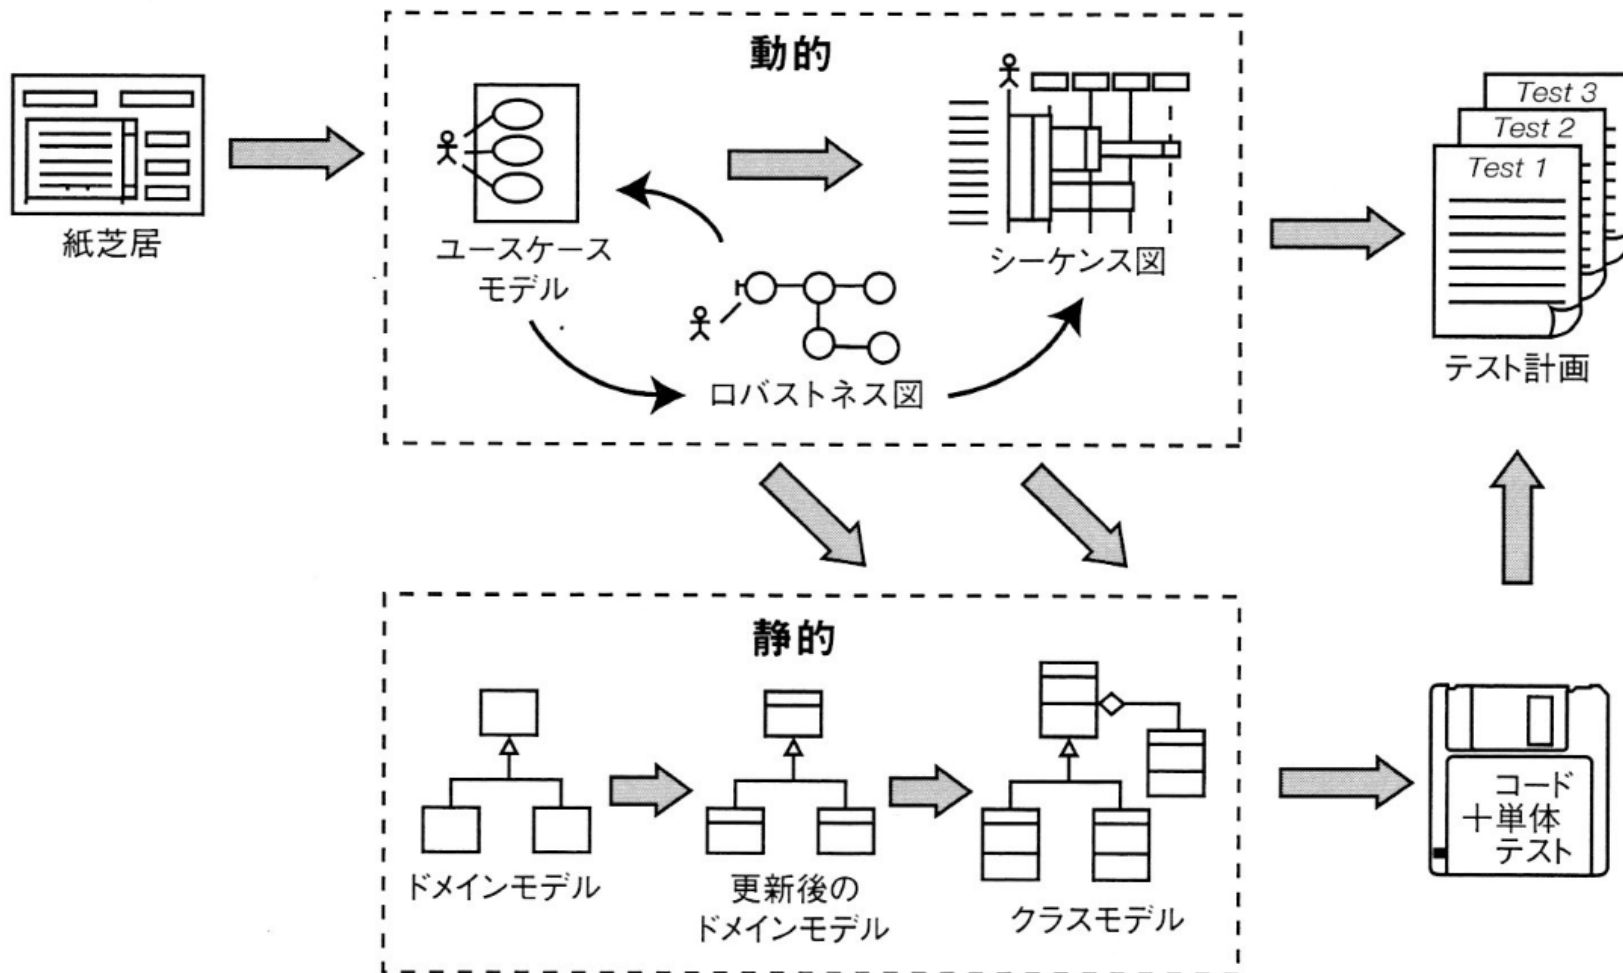 動的
紙芝居
ユースケース
モデル
シーケンス図
ロバストネス図
Test 3
Test 2
Test 1
テスト計画
静的
ドメインモデル
更新後の
ドメインモデル
クラスモデル
コード
+単体
テスト